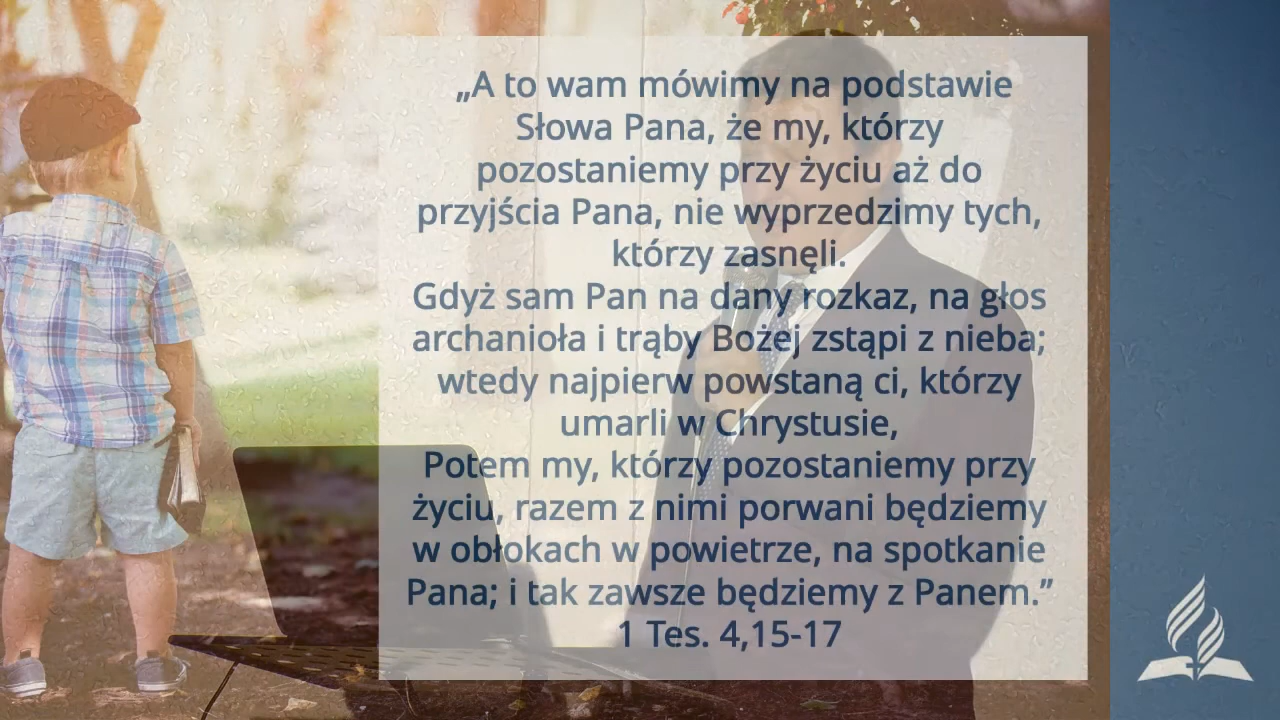 „A to wam mówimy na podstawie
Słowa Pana, że my, którzy
pozostaniemy przy życiu aż do
przyjścia Pana, nie wyprzedzimy tych,
którzy zasnęli.
Gdyż sam Pan na dany rozkaz, na głos
archanioła i trąby Bożej zstąpi z nieba;
wtedy najpierw powstaną ci, którzy
umarli w Chrystusie,
Potem my, którzy pozostaniemy przy
życiu, razem z nimi porwani będziemy
w obłokach w powietrze, na spotkanie
Pana; i tak zawsze będziemy z Panem.”
1 Tes. 4,15-17